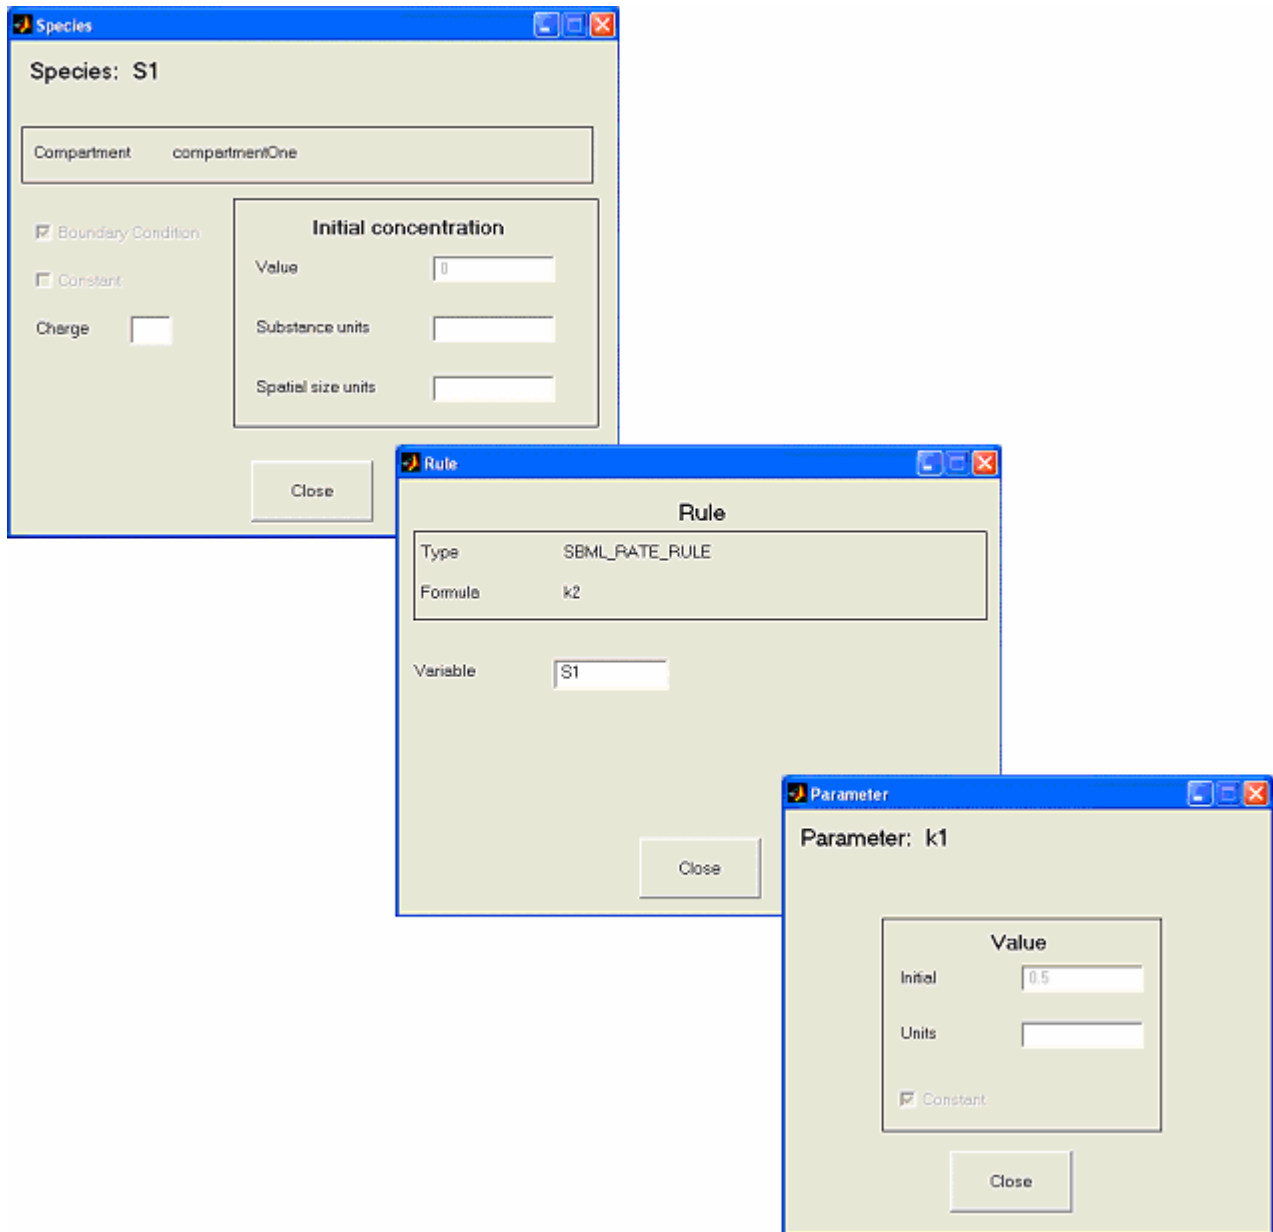 Species
Species: S1
Compartment compartmentOne
Boundary Condition
Constant
Charge
Initial concentration
Value 0
Substance units
Spatial size units
Close
Rule
Rule
Type SBML_RATE_RULE
Formula k2
Variable S1
Close
Parameter
Parameter: k1
Value
Initial 0.5
Units
Constant
Close